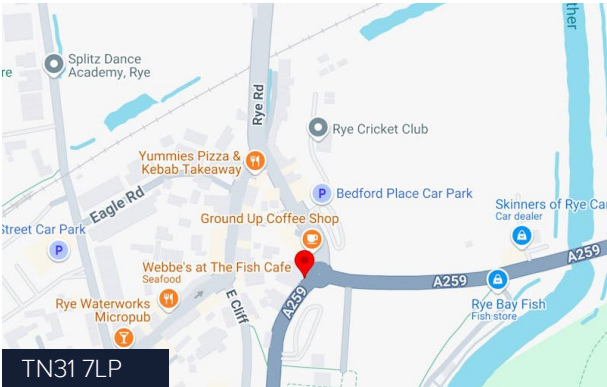 ther
Splitz Dance
Academy, Rye
re
Rye Rd
Rye Cricket Club
Yummies Pizza &
Kebab Takeaway
Bedford Place Car Park
P
Eagle Rd
Skinners of Rye Car
Car dealer
Street Car Park
P
Ground Up Coffee Shop
A259
Webbe's at The Fish Cafe
Seafood
A259
Rye Waterworks
Micropub
E Cliff
A259
Rye Bay Fish
Fish store
TN31 7LP